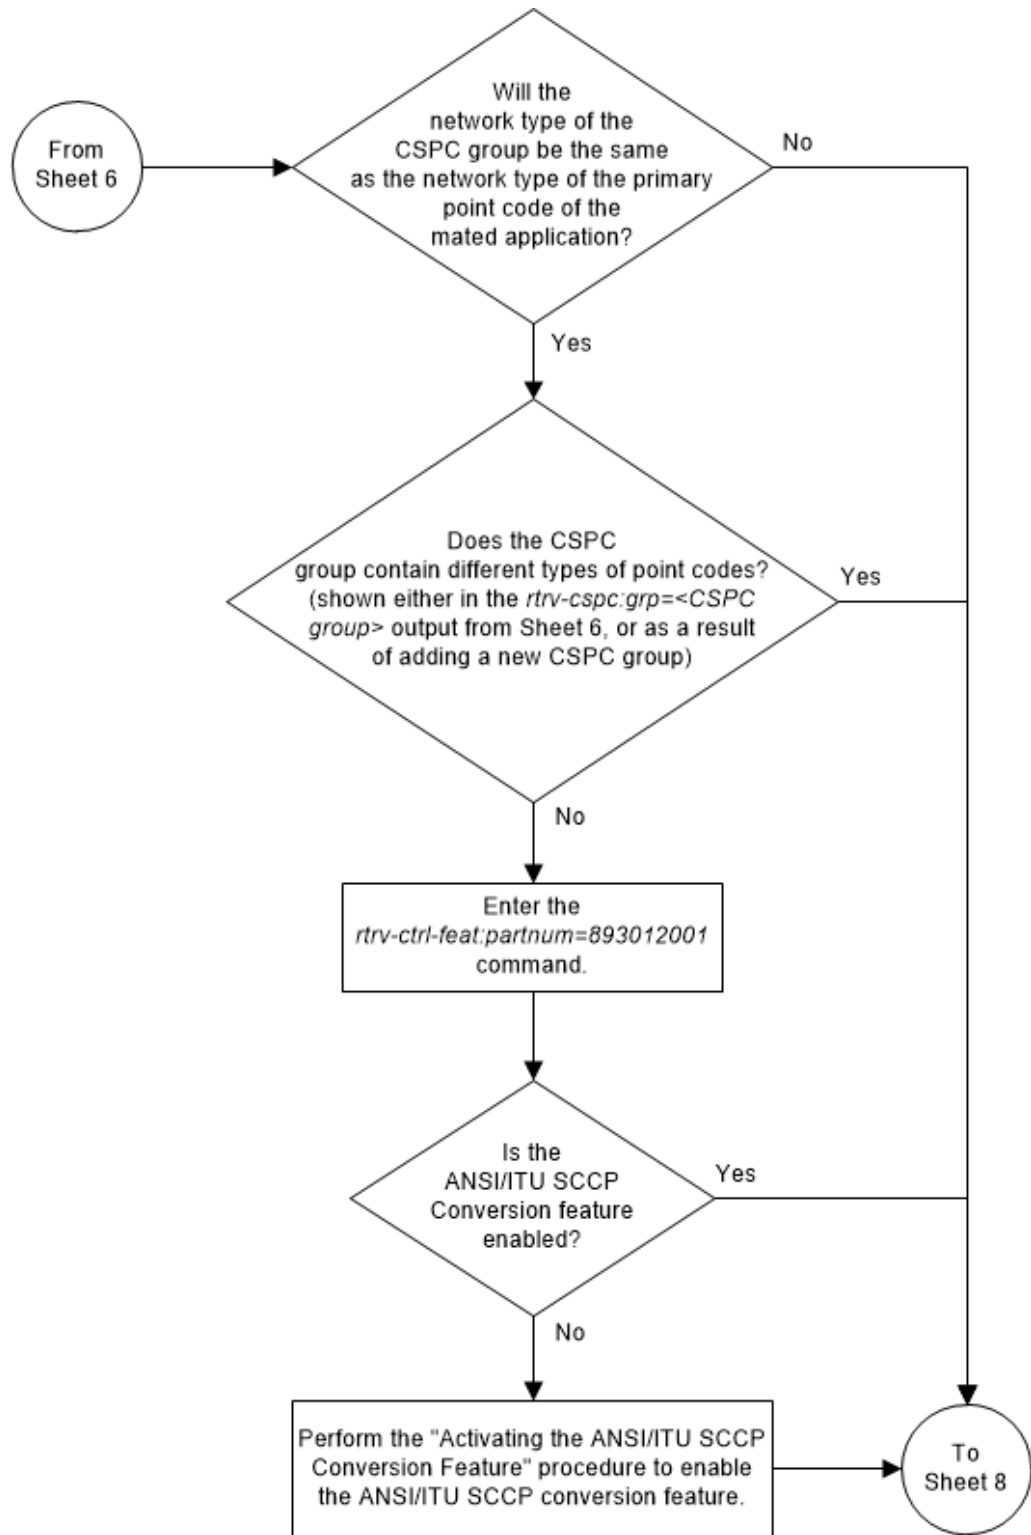 From
Sheet 6
Will the
network type of the
CSPC group be the same
as the network type of the primary
point code of the
mated application?
No
Yes
Does the CSPC
group contain different types of point codes?
(shown either in the rtrv-cspc:grp=<CSPC
group> output from Sheet 6, or as a result
of adding a new CSPC group)
Yes
No
Enter the
rtrv-ctrl-feat:partnum=893012001
command.
Is the
ANSI/ITU SCCP
Conversion feature
enabled?
Yes
No
Perform the "Activating the ANSI/ITU SCCP
Conversion Feature" procedure to enable
the ANSI/ITU SCCP conversion feature.
To
Sheet 8